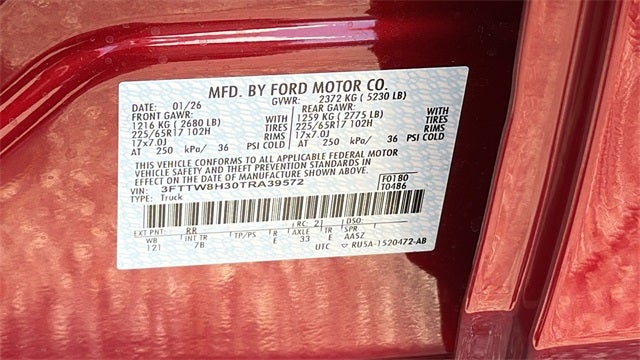 MFD. BY FORD MOTOR CO.
DATE: 01/26 GVWR: 2372 KG (5230 LB)
FRONT GAWR: REAR GAWR:
1216 KG (2680 LB) WITH 1259 KG (2775 LB) WITH
225/65R17 102H TIRES 225/65R17 102H TIRES
17x7.0J RIMS 17x7.0J RIMS
AT 250 kPa/ 36 PSI COLD AT 250 kPa/ 36 PSI COLD
THIS VEHICLE CONFORMS TO ALL APPLICABLE FEDERAL MOTOR
VEHICLE SAFETY AND THEFT PREVENTION STANDARDS IN
EFFECT ON THE DATE OF MANUFACTURE SHOWN ABOVE.
VIN: 3FTTW8H30TRA39572 F0180
TYPE: Truck T0486
EXT PNT: RR RC: 21 DSO:
WB INT TR TP/PS R AXLE TR SPR
121 7B E 33 E AASZ
UTC ▽ RU5A-1520472-AB